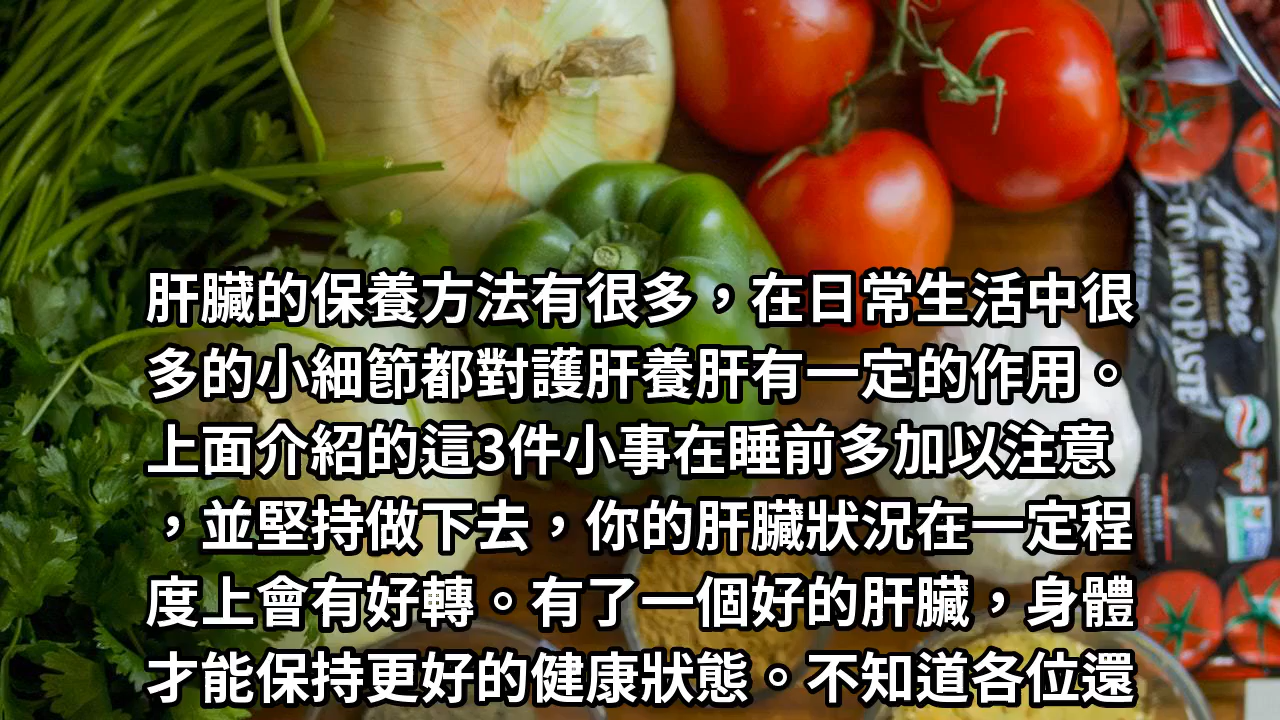 肝臟的保養方法有很多，在日常生活中很
多的小細節都對護肝養肝有一定的作用。
上面介紹的這3件小事在睡前多加以注意
，並堅持做下去，你的肝臟狀況在一定程
度上會有好轉。有了一個好的肝臟，身體
才能保持更好的健康狀態。不知道各位還
Amore
TOMATO PASTE